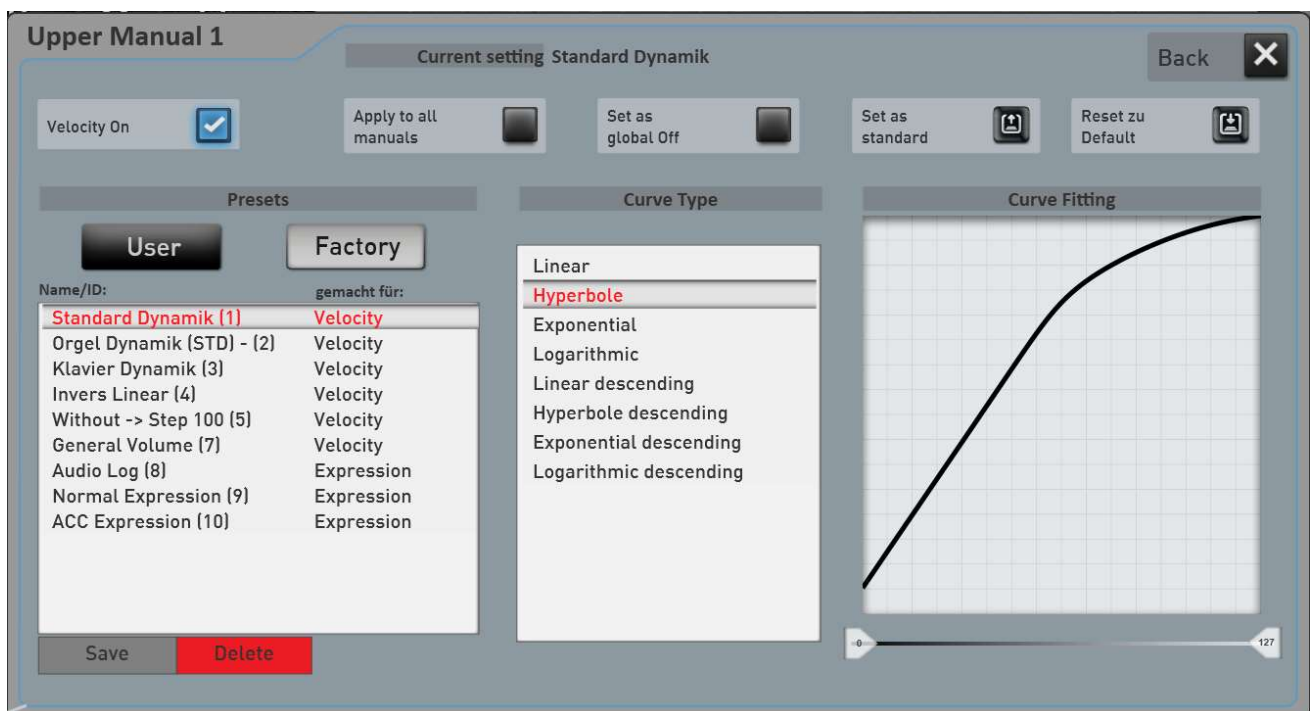 Upper Manual 1
Current setting Standard Dynamik
Back
Velocity On
Apply to all
manuals
Set as
global Off
Set as
standard
Reset zu
Default
Presets
User
Factory
Name/ID:
gemacht für:
Standard Dynamik (1) Velocity
Orgel Dynamik (STD) - (2) Velocity
Klavier Dynamik (3) Velocity
Invers Linear (4) Velocity
Without -> Step 100 (5) Velocity
General Volume (7) Velocity
Audio Log (8) Expression
Normal Expression (9) Expression
ACC Expression (10) Expression
Save
Delete
Curve Type
Linear
Hyperbole
Exponential
Logarithmic
Linear descending
Hyperbole descending
Exponential descending
Logarithmic descending
Curve Fitting
0
127